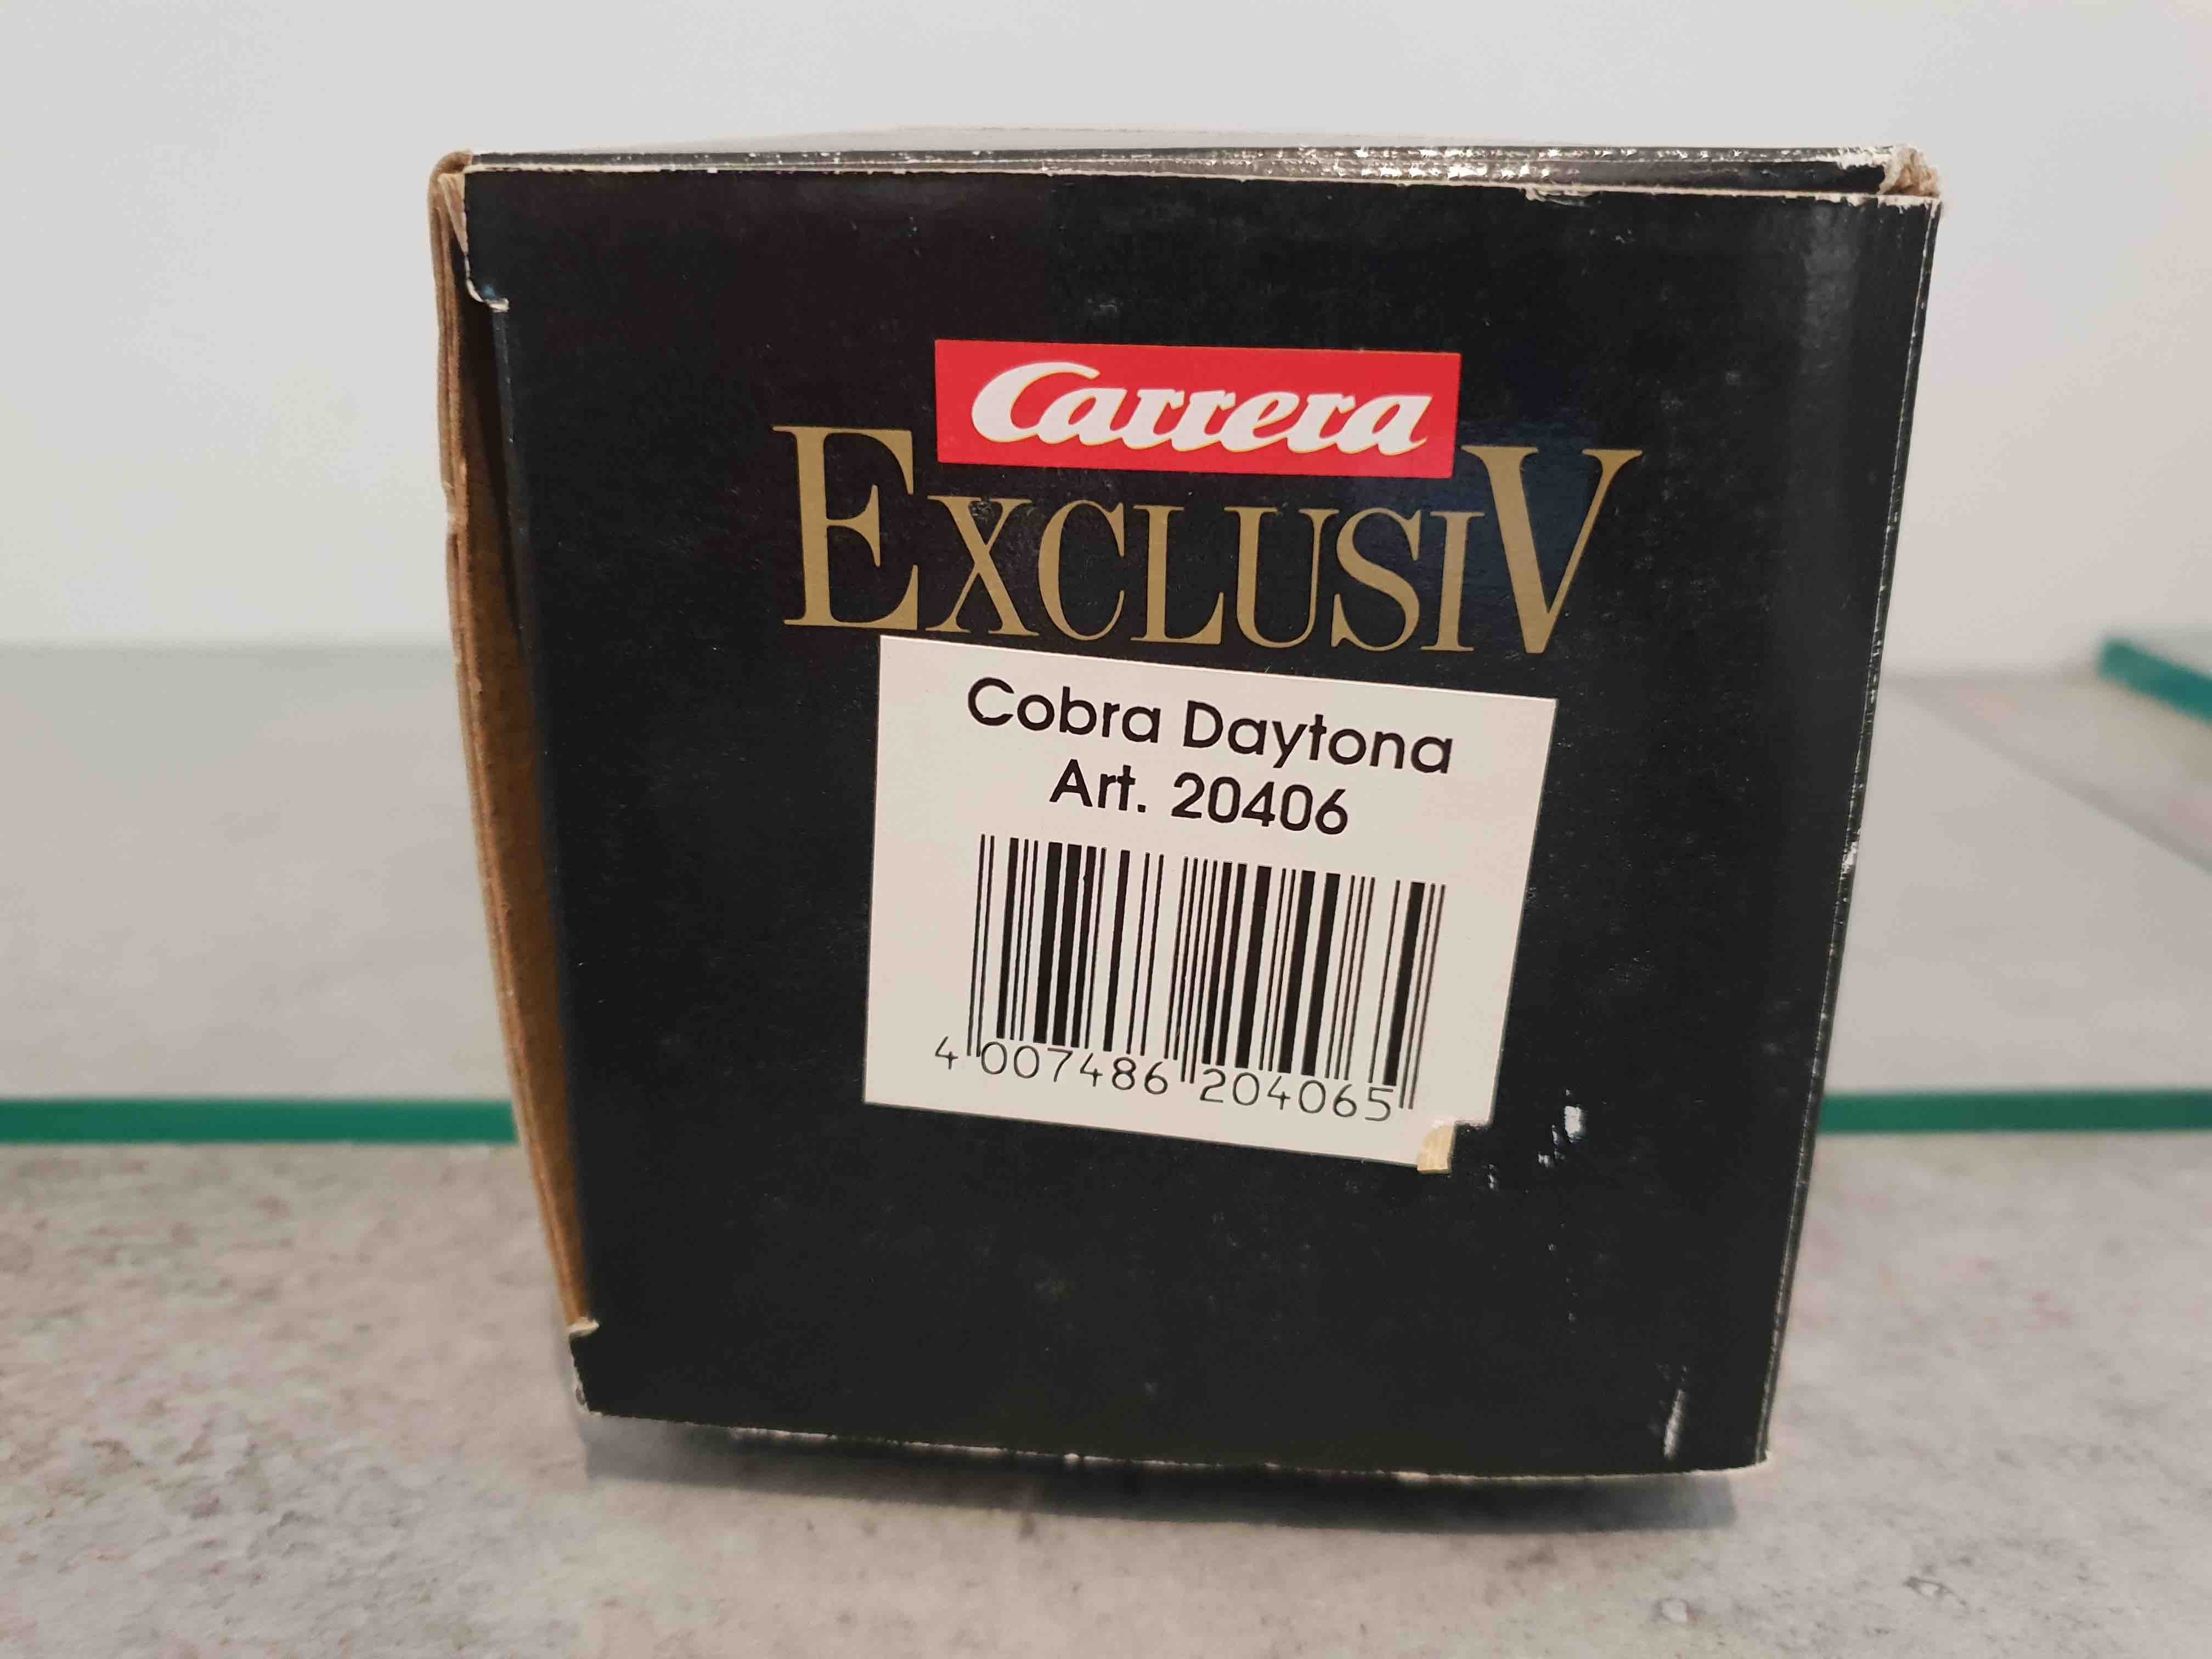 Carrera
EXCLUSIV
Cobra Daytona
Art. 20406
4 007486 204065